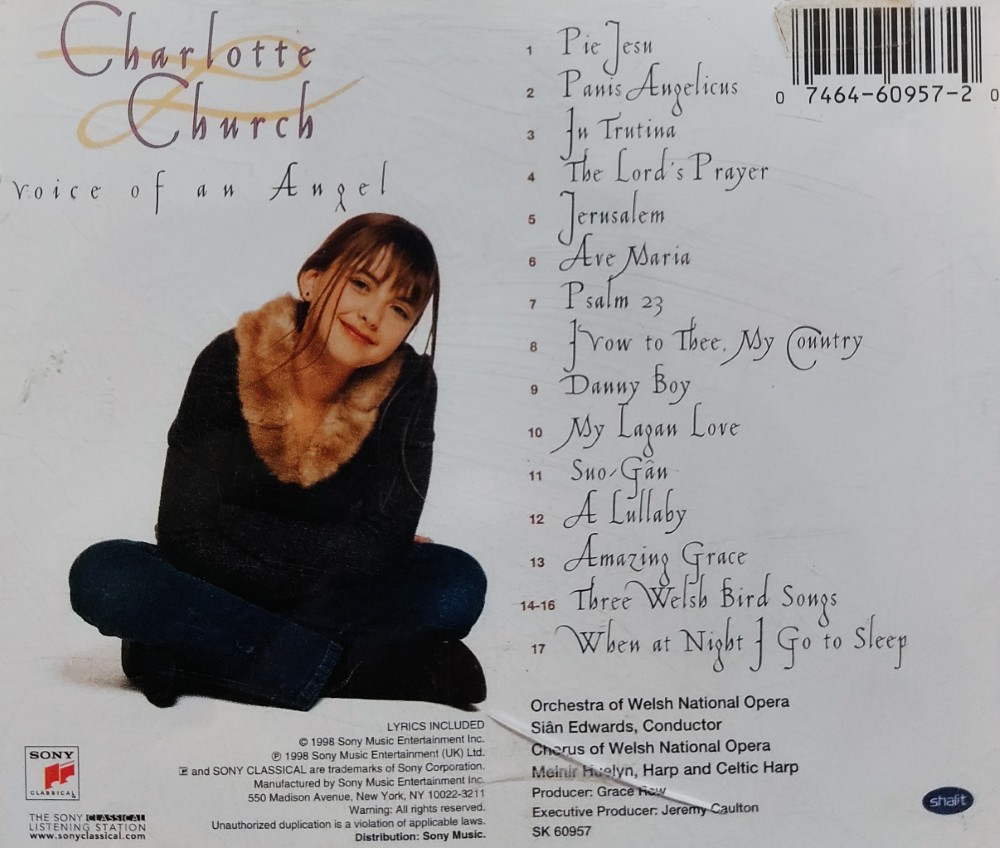 Charlotte
Church
voice of an Angel
1 Pie Jesu
2 Panis Angelicus
3 In Trutina
4 The Lord's Prayer
5 Jerusalem
6 Ave Maria
7 Psalm 23
8 I Vow to Thee, My Country
9 Danny Boy
10 My Lagan Love
11 Suo-Gân
12 A Lullaby
13 Amazing Grace
14-16 Three Welsh Bird Songs
17 When at Night I Go to Sleep
0 7464-60957-2 0
Orchestra of Welsh National Opera
Siân Edwards, Conductor
Chorus of Welsh National Opera
Meinir Heulyn, Harp and Celtic Harp
Producer: Grace Row
Executive Producer: Jeremy Caulton
SK 60957
LYRICS INCLUDED
© 1998 Sony Music Entertainment Inc.
℗ 1998 Sony Music Entertainment (UK) Ltd.
and SONY CLASSICAL are trademarks of Sony Corporation.
Manufactured by Sony Music Entertainment Inc.
550 Madison Avenue, New York, NY 10022-3211
Warning: All rights reserved.
Unauthorized duplication is a violation of applicable laws.
Distribution: Sony Music.
SONY
CLASSICAL
THE SONY CLASSICAL
LISTENING STATION
www.sonyclassical.com
shalit